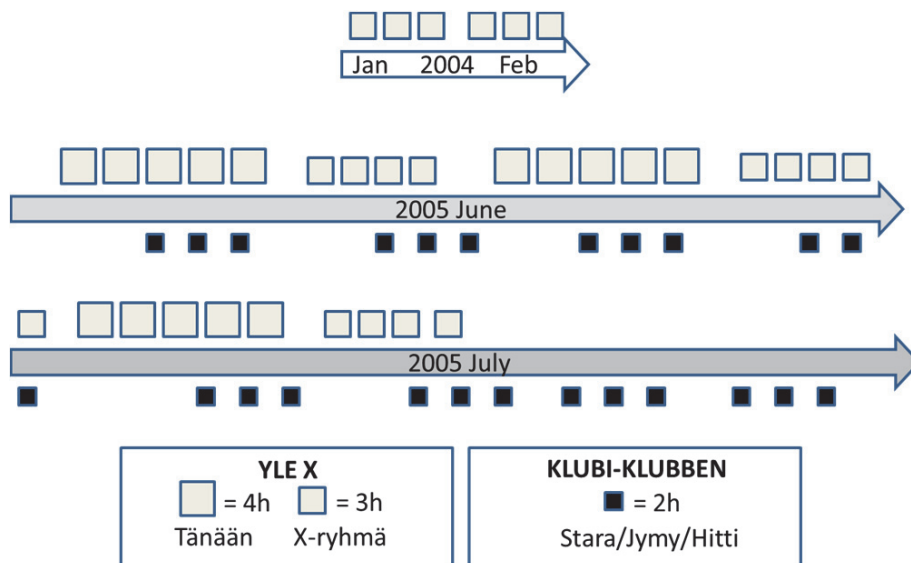 Jan 2004 Feb
2005 June
2005 July
YLE X
= 4h = 3h
Tänään X-ryhmä
KLUBI-KLUBBEN
= 2h
Stara/Jymy/Hitti